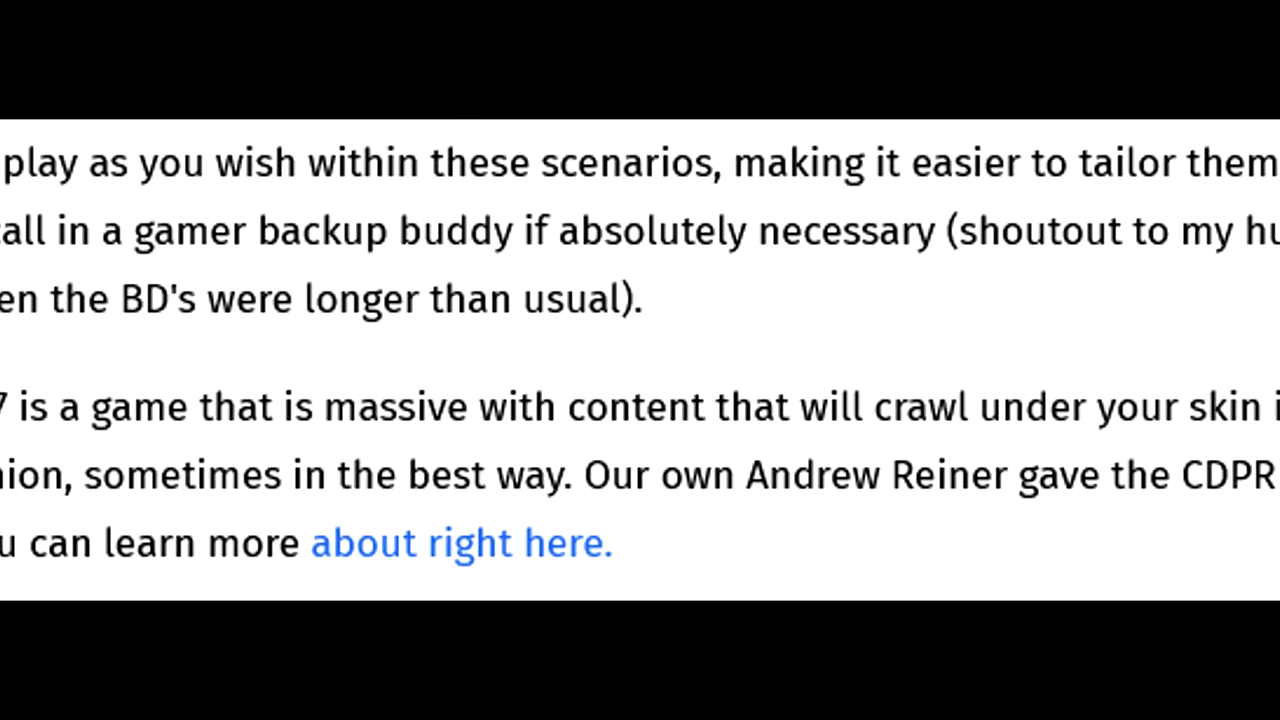 play as you wish within these scenarios, making it easier to tailor them
call in a gamer backup buddy if absolutely necessary (shoutout to my hu
en the BD's were longer than usual).
7 is a game that is massive with content that will crawl under your skin i
nion, sometimes in the best way. Our own Andrew Reiner gave the CDPR
u can learn more about right here.